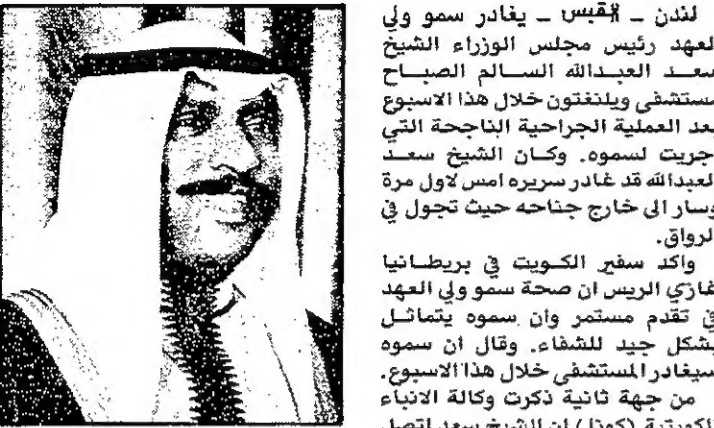 لندن ـ القبس ـ يغادر سمو ولي
العهد رئيس مجلس الوزراء الشيخ
سعد العبدالله السالم الصباح
مستشفى ويلنغتون خلال هذا الاسبوع
بعد العملية الجراحية الناجحة التي
اجريت لسموه. وكان الشيخ سعد
العبدالله قد غادر سريره امس لاول مرة
وسار الى خارج جناحه حيث تجول في
الرواق.
واكد سفير الكويت في بريطانيا
غازي الريس ان صحة سمو ولي العهد
في تقدم مستمر وان سموه يتماثل
بشكل جيد للشفاء. وقال ان سموه
سيغادر المستشفى خلال هذا الاسبوع.
من جهة ثانية ذكرت وكالة الانباء
الكويتية (كونا) ان الشيخ سعد اتصل